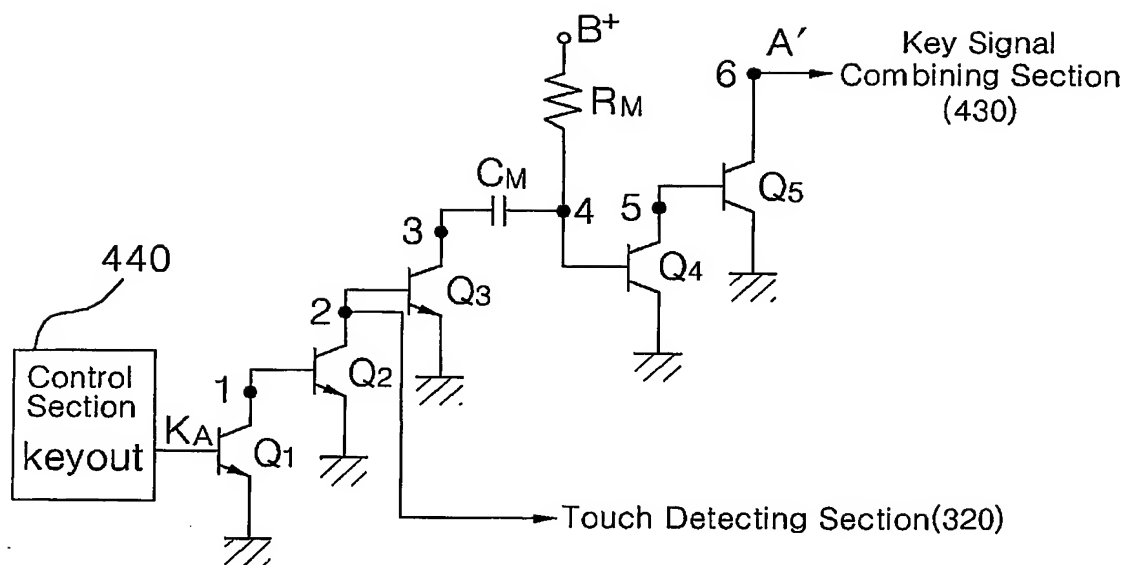 B+
A′
Key Signal
Combining Section
(430)
6
RM
CM
4
5
Q5
3
Q4
440
Q3
2
Control
Section
keyout
1
Q2
KA
Q1
Touch Detecting Section(320)